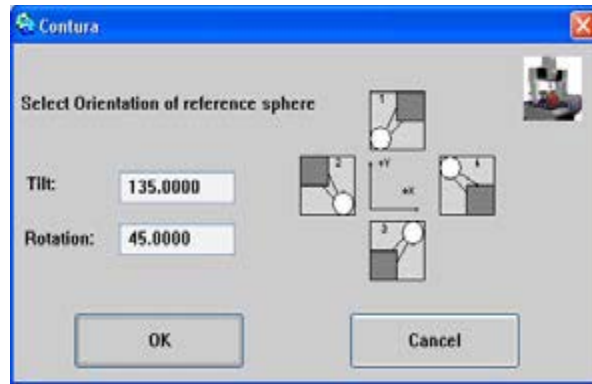 Contura
Select Orientation of reference sphere
1
2
+Y
+X
4
Tilt:
135.0000
Rotation:
45.0000
3
OK
Cancel